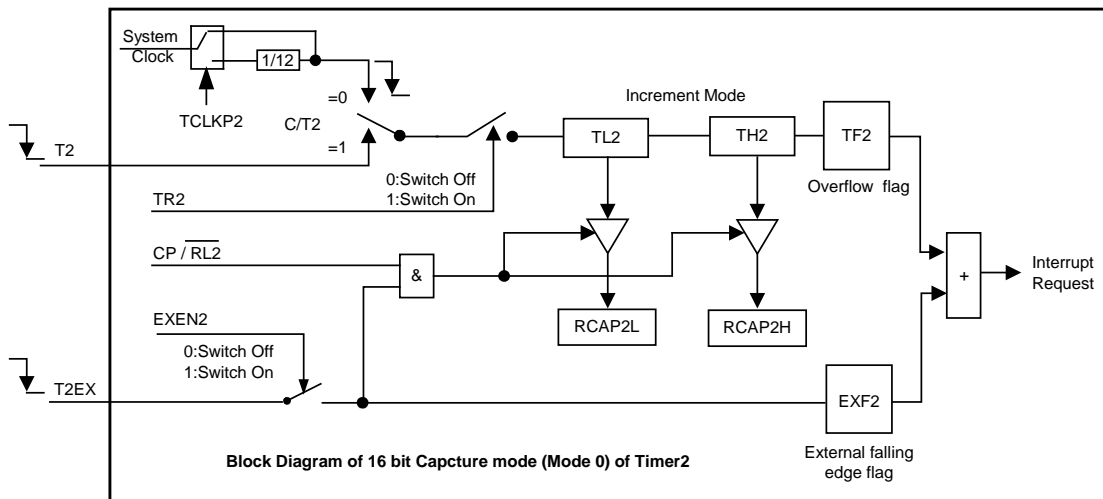 System
Clock
1/12
TCLKP2
=0
C/T2
=1
T2
Increment Mode
TL2
TH2
TF2
Overflow flag
0:Switch Off
1:Switch On
TR2
CP / RL2
&
+
Interrupt
Request
RCAP2L
RCAP2H
EXEN2
0:Switch Off
1:Switch On
T2EX
EXF2
External falling
edge flag
Block Diagram of 16 bit Capcture mode (Mode 0) of Timer2